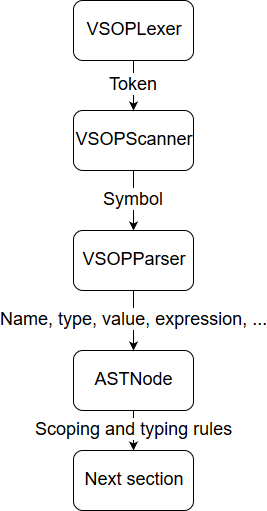 VSOPLexer
Token
VSOPScanner
Symbol
VSOPParser
Name, type, value, expression, ...
ASTNode
Scoping and typing rules
Next section